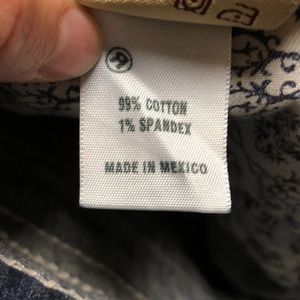 99% COTTON
1% SPANDEX
MADE IN MEXICO